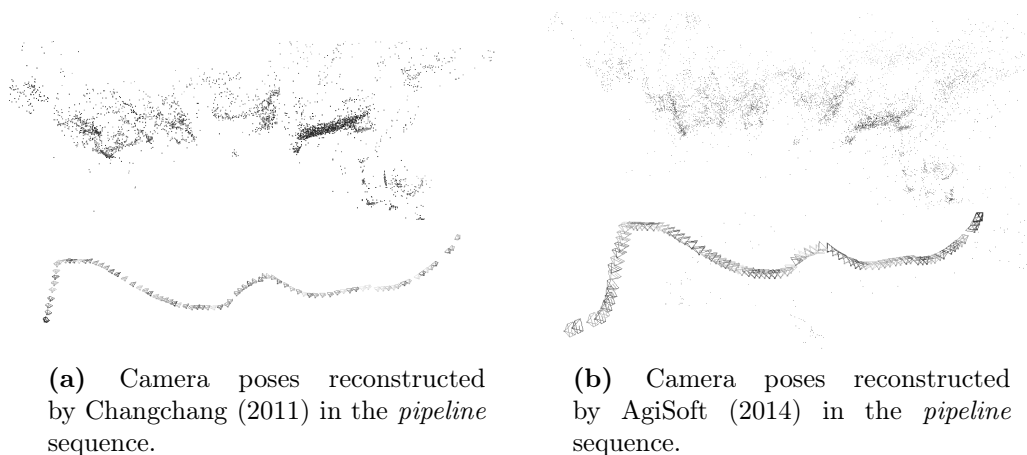 (a) Camera poses reconstructed
by Changchang (2011) in the pipeline
sequence.
(b) Camera poses reconstructed
by AgiSoft (2014) in the pipeline
sequence.